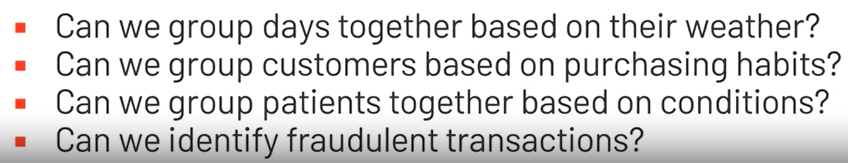 Can we group days together based on their weather?
Can we group customers based on purchasing habits?
Can we group patients together based on conditions?
Can we identify fraudulent transactions?